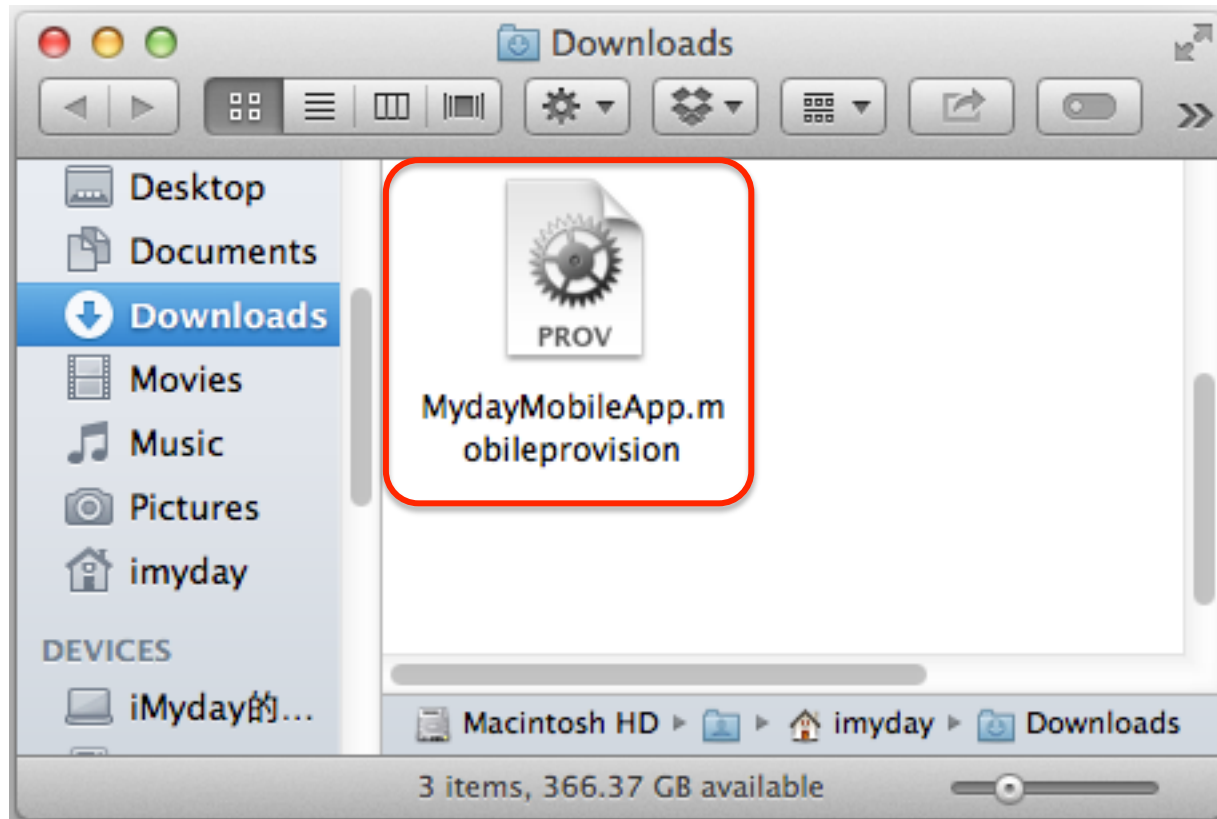 Downloads
Desktop
Documents
Downloads
Movies
Music
Pictures
imyday
DEVICES
iMyday的...
PROV
MydayMobileApp.m
obileprovision
Macintosh HD ▸ ▸ imyday ▸ Downloads
3 items, 366.37 GB available